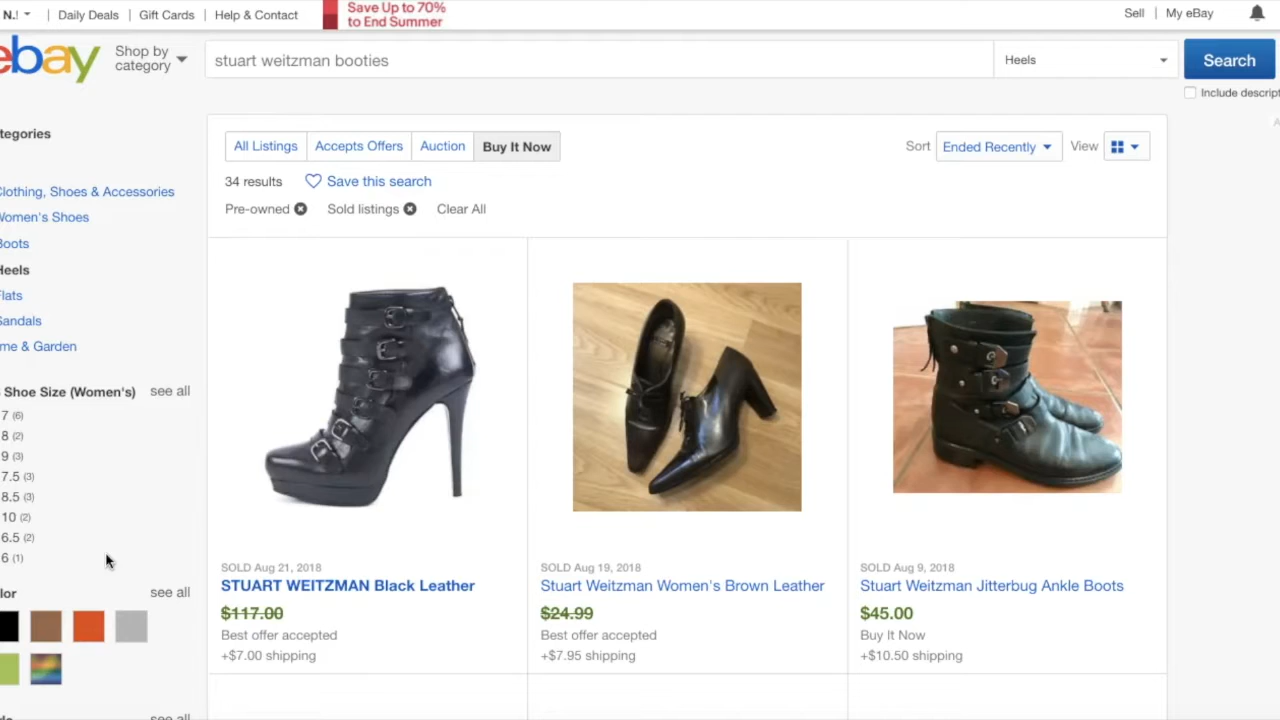 N.!
Daily Deals
Gift Cards
Help & Contact
Save Up to 70%
to End Summer
Sell
My eBay
ebay
Shop by
category
stuart weitzman booties
Heels
Search
Include descript
tegories
All Listings
Accepts Offers
Auction
Buy It Now
Sort
Ended Recently
View
34 results
Save this search
Pre-owned
Sold listings
Clear All
Clothing, Shoes & Accessories
Women's Shoes
Boots
Heels
Flats
Sandals
me & Garden
Shoe Size (Women's)
see all
7 (6)
8 (2)
9 (3)
7.5 (3)
8.5 (3)
10 (2)
6.5 (2)
6 (1)
lor
see all
see all
SOLD Aug 21, 2018
STUART WEITZMAN Black Leather
$117.00
Best offer accepted
+$7.00 shipping
SOLD Aug 19, 2018
Stuart Weitzman Women's Brown Leather
$24.99
Best offer accepted
+$7.95 shipping
SOLD Aug 9, 2018
Stuart Weitzman Jitterbug Ankle Boots
$45.00
Buy It Now
+$10.50 shipping